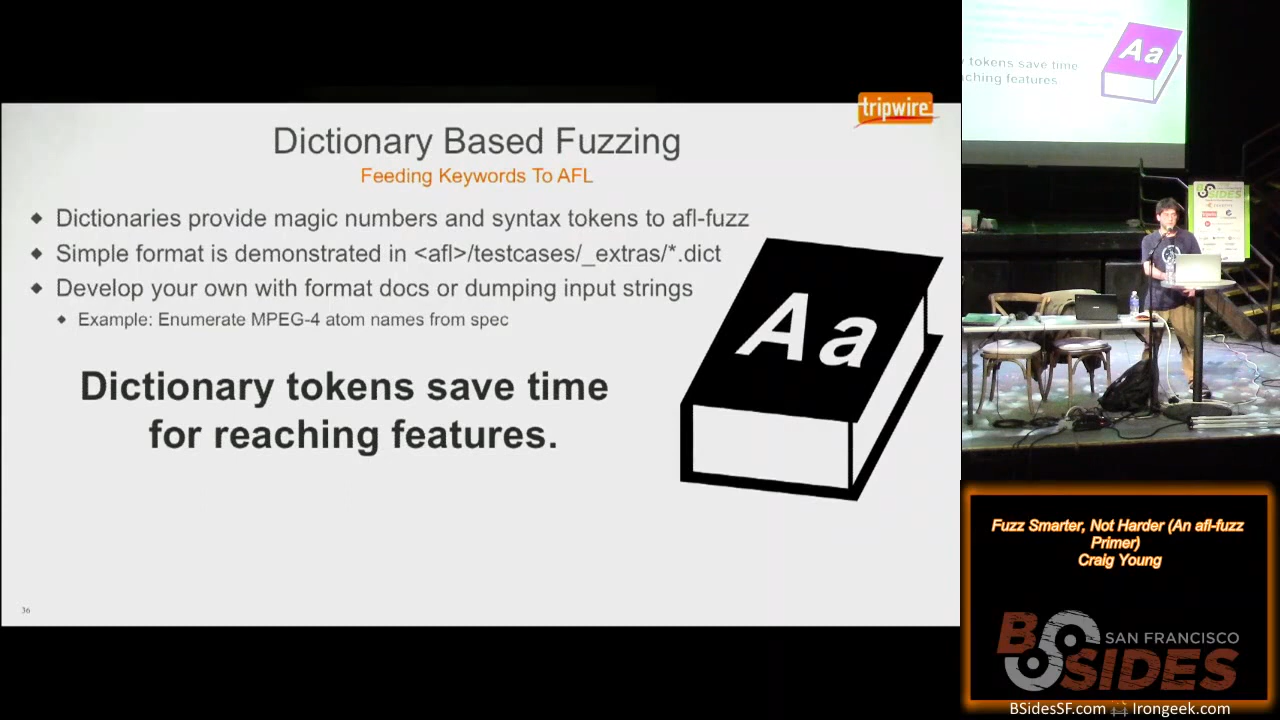 tripwire
Dictionary Based Fuzzing
Feeding Keywords To AFL
Dictionaries provide magic numbers and syntax tokens to afl-fuzz
Simple format is demonstrated in <afl>/testcases/_extras/*.dict
Develop your own with format docs or dumping input strings
Example: Enumerate MPEG-4 atom names from spec
Dictionary tokens save time
for reaching features.
Aa
36
Aa
tokens save time
aching features.
BSIDES
Fuzz Smarter, Not Harder (An afl-fuzz
Primer)
Craig Young
BSIDES
SAN FRANCISCO
BSidesSF.com
Irongeek.com